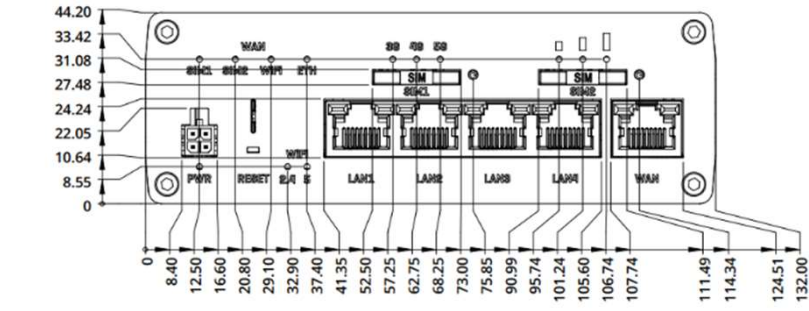 44.20
33.42
31.08
27.48
24.24
22.05
10.64
8.55
0
WAN
3G 4G 5G
SIM1 SIM2 WIFI ETH
SIM SIM
SIM1 SIM2
WIFI
PWR RESET 2.4 5 LAN1 LAN2 LAN3 LAN4 WAN
0 8.40 12.50 16.60 20.80 29.10 32.90 37.40 41.35 52.50 57.25 62.75 68.25 73.00 75.85 90.99 95.74 101.24 105.60 106.74 107.74 111.49 114.34 124.51 132.00